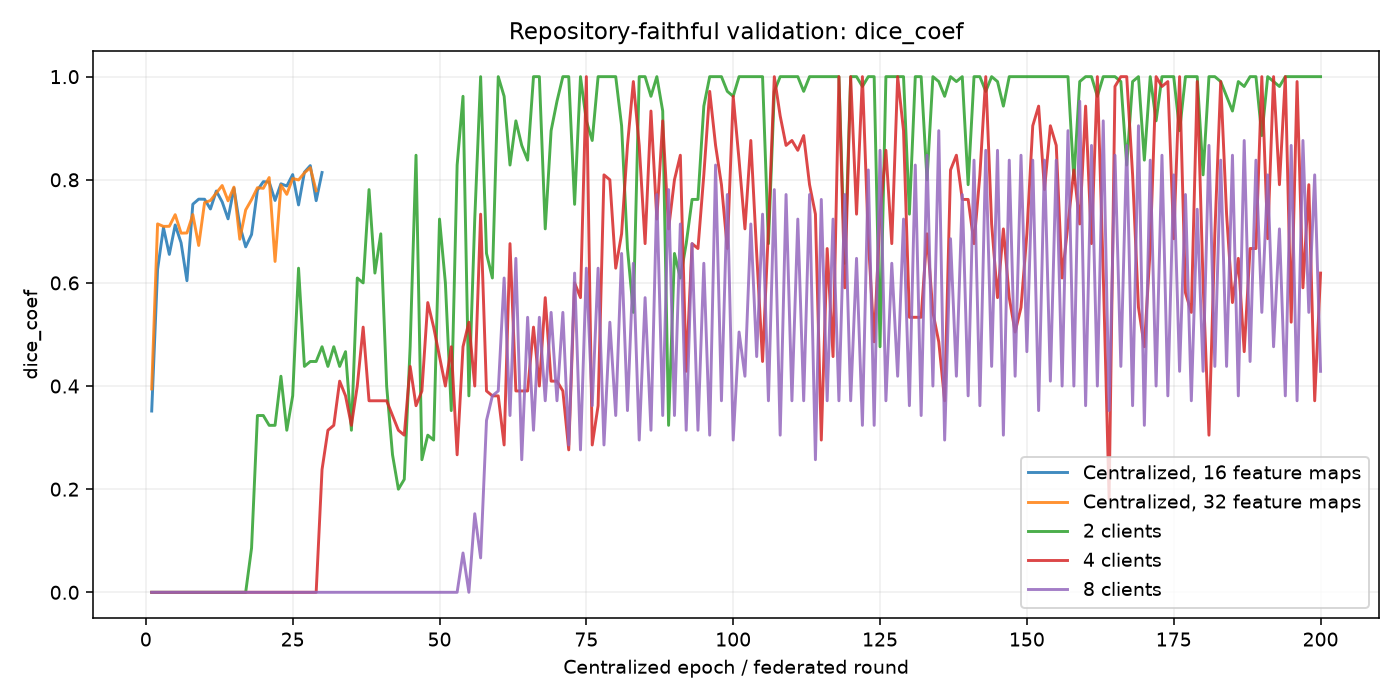 Repository-faithful validation: dice_coef
dice_coef
1.0
0.8
0.6
0.4
0.2
0.0
Centralized, 16 feature maps
Centralized, 32 feature maps
2 clients
4 clients
8 clients
0 25 50 75 100 125 150 175 200
Centralized epoch / federated round